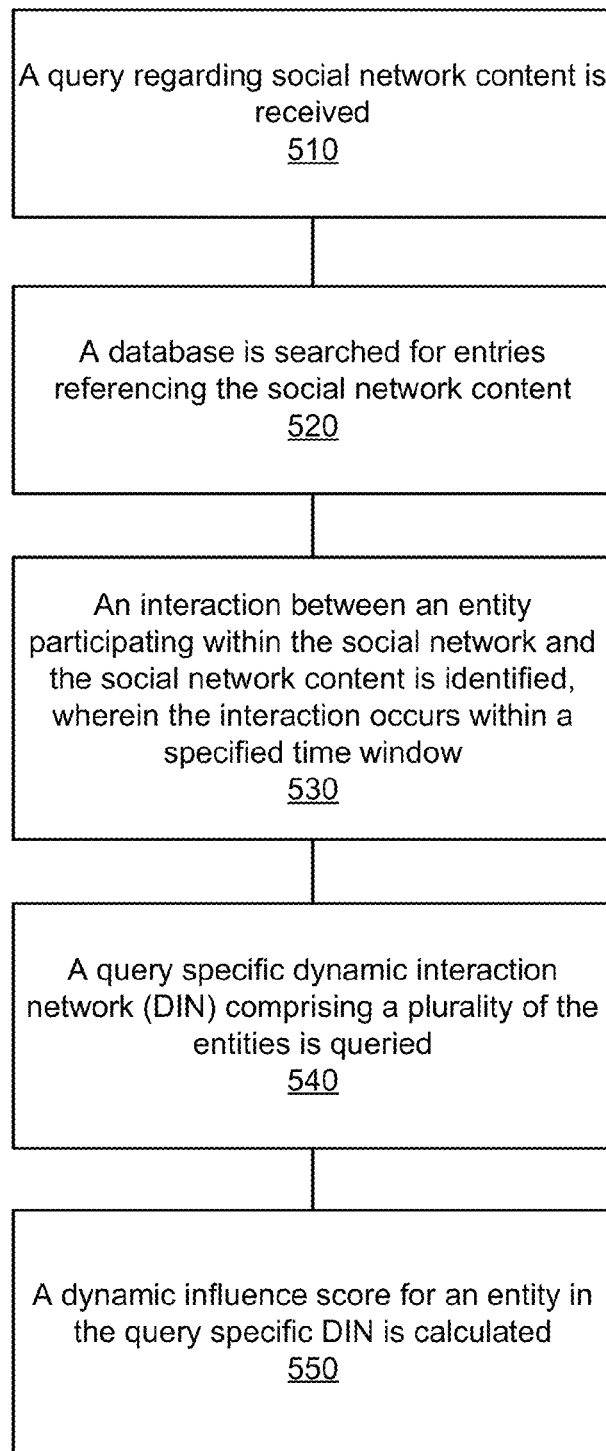 A query regarding social network content is
received
510
A database is searched for entries
referencing the social network content
520
An interaction between an entity
participating within the social network and
the social network content is identified,
wherein the interaction occurs within a
specified time window
530
A query specific dynamic interaction
network (DIN) comprising a plurality of the
entities is queried
540
A dynamic influence score for an entity in
the query specific DIN is calculated
550